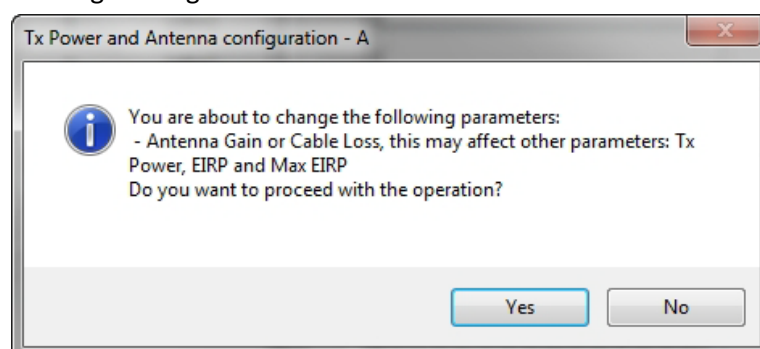 Tx Power and Antenna configuration - A
You are about to change the following parameters:
- Antenna Gain or Cable Loss, this may affect other parameters: Tx
Power, EIRP and Max EIRP
Do you want to proceed with the operation?
Yes
No